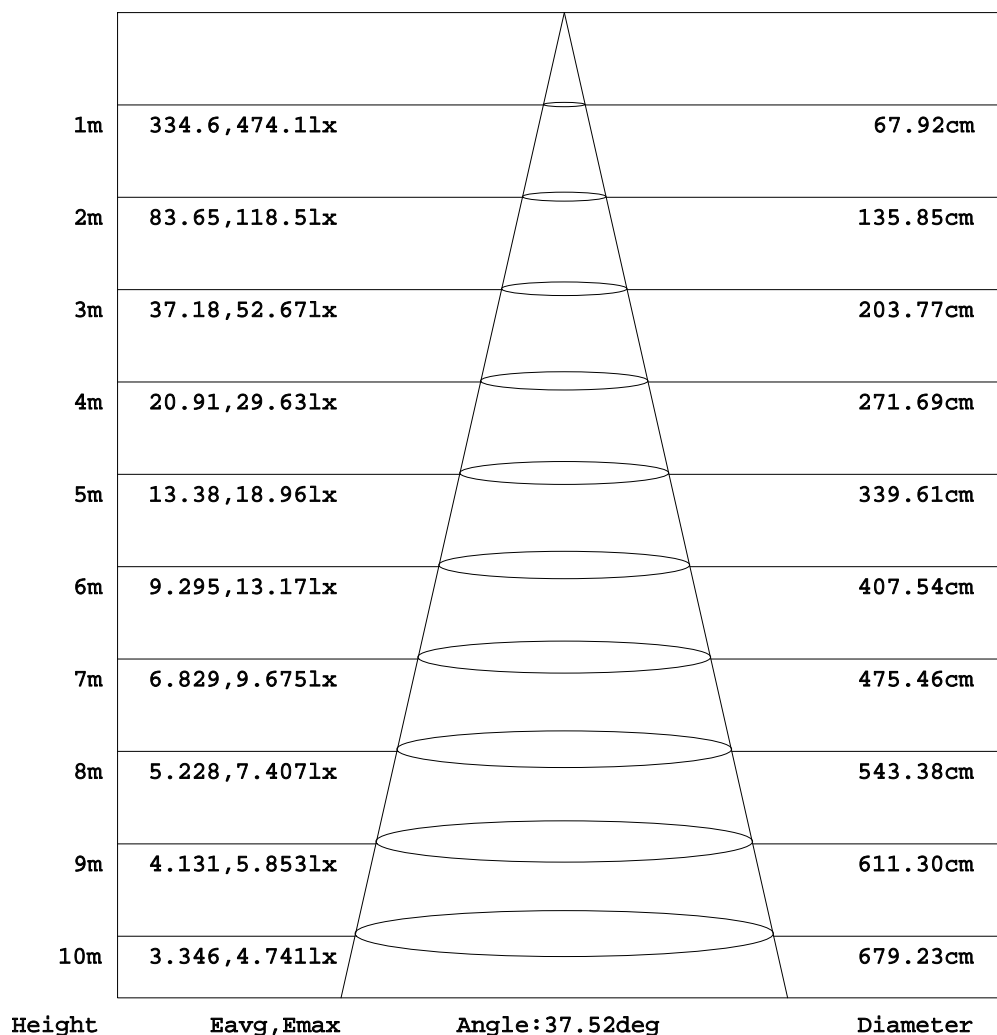 1m 334.6,474.1lx 67.92cm
2m 83.65,118.5lx 135.85cm
3m 37.18,52.67lx 203.77cm
4m 20.91,29.63lx 271.69cm
5m 13.38,18.96lx 339.61cm
6m 9.295,13.17lx 407.54cm
7m 6.829,9.675lx 475.46cm
8m 5.228,7.407lx 543.38cm
9m 4.131,5.853lx 611.30cm
10m 3.346,4.741lx 679.23cm
Height Eavg,Emax Angle:37.52deg Diameter